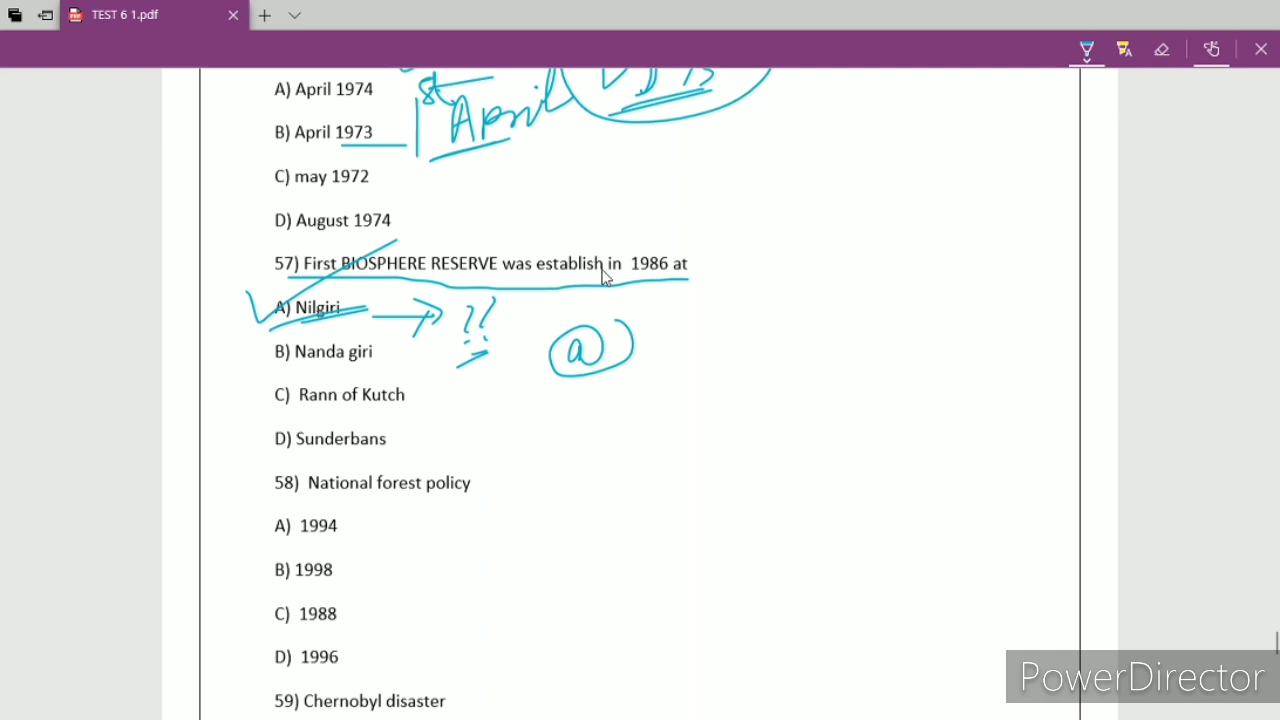 TEST 6 1.pdf
A) April 1974
1st April
B) April 1973
C) may 1972
D) August 1974
57) First BIOSPHERE RESERVE was establish in 1986 at
A) Nilgiri → ??
a)
B) Nanda giri
C) Rann of Kutch
D) Sunderbans
58) National forest policy
A) 1994
B) 1998
C) 1988
D) 1996
59) Chernobyl disaster
PowerDirector